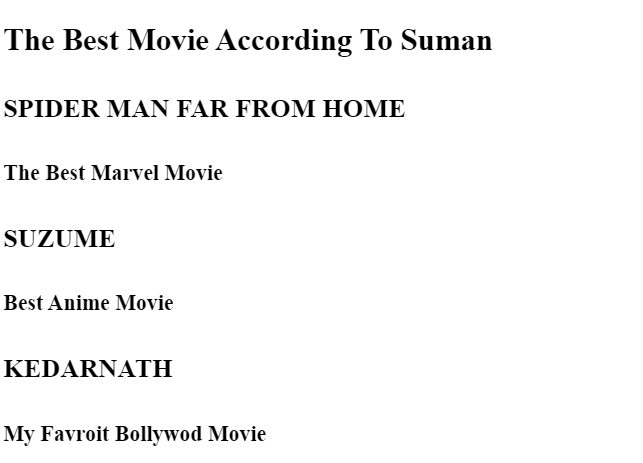 The Best Movie According To Suman
SPIDER MAN FAR FROM HOME
The Best Marvel Movie
SUZUME
Best Anime Movie
KEDARNATH
My Favroit Bollywod Movie